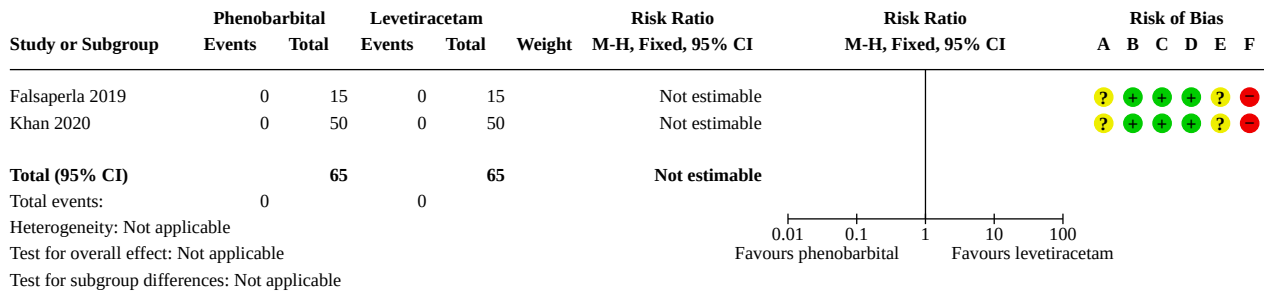 Phenobarbital Levetiracetam Risk Ratio Risk Ratio Risk of Bias
Study or Subgroup Events Total Events Total Weight M-H, Fixed, 95% CI M-H, Fixed, 95% CI A B C D E F
Falsaperla 2019 0 15 0 15 Not estimable ? + + + ? −
Khan 2020 0 50 0 50 Not estimable ? + + + ? −
Total (95% CI) 65 65 Not estimable
Total events: 0 0
Heterogeneity: Not applicable
0.01 0.1 1 10 100
Test for overall effect: Not applicable Favours phenobarbital Favours levetiracetam
Test for subgroup differences: Not applicable